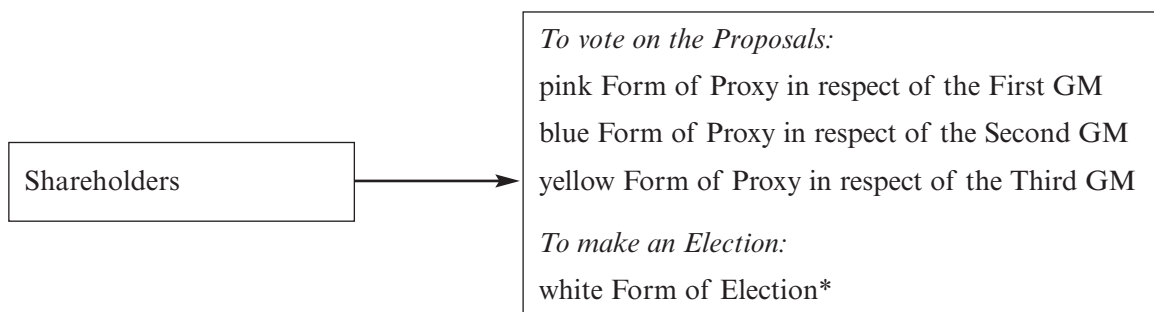 To vote on the Proposals:
pink Form of Proxy in respect of the First GM
blue Form of Proxy in respect of the Second GM
Shareholders
yellow Form of Proxy in respect of the Third GM
To make an Election:
white Form of Election*